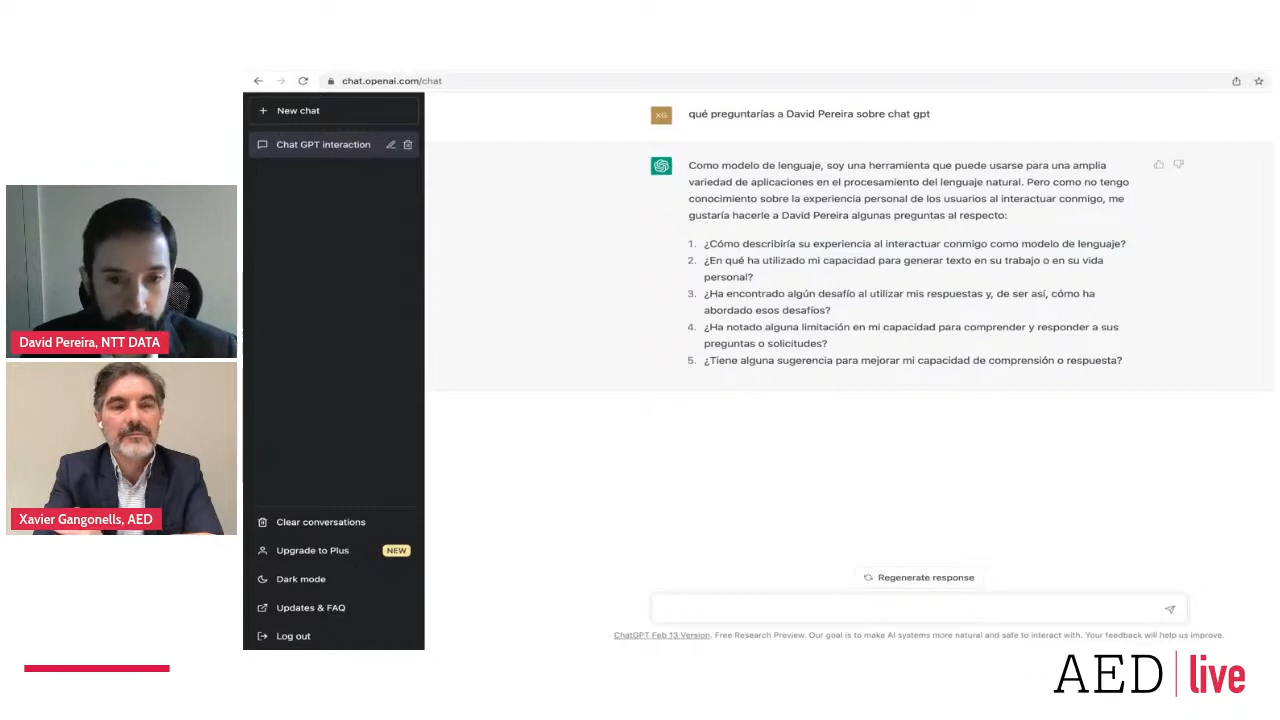 chat.openai.com/chat
New chat
Chat GPT interaction
XG
qué preguntarías a David Pereira sobre chat gpt
Como modelo de lenguaje, soy una herramienta que puede usarse para una amplia
variedad de aplicaciones en el procesamiento del lenguaje natural. Pero como no tengo
conocimiento sobre la experiencia personal de los usuarios al interactuar conmigo, me
gustaría hacerle a David Pereira algunas preguntas al respecto:
1. ¿Cómo describiría su experiencia al interactuar conmigo como modelo de lenguaje?
2. ¿En qué ha utilizado mi capacidad para generar texto en su trabajo o en su vida
personal?
3. ¿Ha encontrado algún desafío al utilizar mis respuestas y, de ser así, cómo ha
abordado esos desafíos?
4. ¿Ha notado alguna limitación en mi capacidad para comprender y responder a sus
preguntas o solicitudes?
5. ¿Tiene alguna sugerencia para mejorar mi capacidad de comprensión o respuesta?
David Pereira, NTT DATA
Xavier Gangonells, AED
Clear conversations
Upgrade to Plus NEW
Dark mode
Updates & FAQ
Log out
Regenerate response
ChatGPT Feb 13 Version. Free Research Preview. Our goal is to make AI systems more natural and safe to interact with. Your feedback will help us improve.
AED live